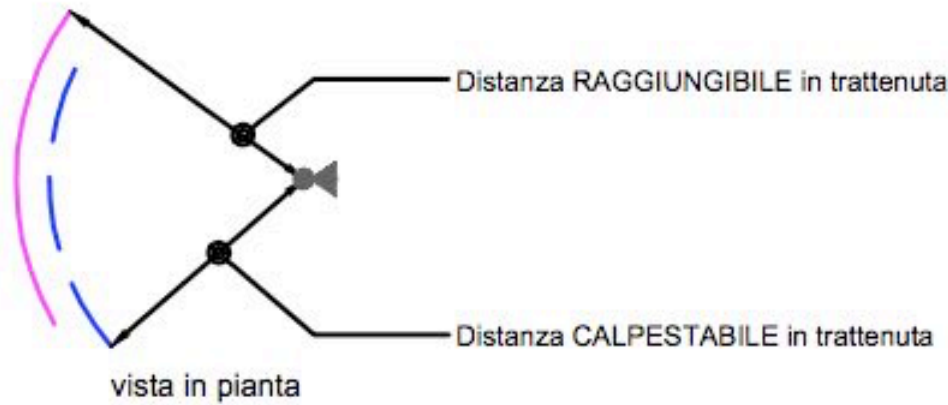 Distanza RAGGIUNGIBILE in trattenuta
Distanza CALPESTABILE in trattenuta
vista in pianta